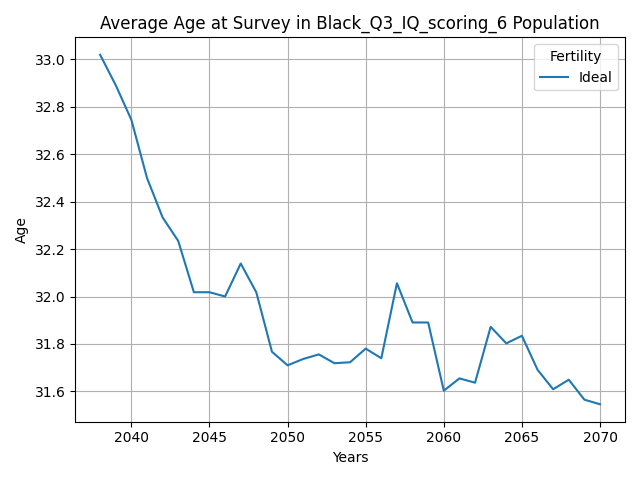 Average Age at Survey in Black_Q3_IQ_scoring_6 Population
Fertility
Ideal
33.0
32.8
32.6
32.4
32.2
32.0
31.8
31.6
Age
2040 2045 2050 2055 2060 2065 2070
Years